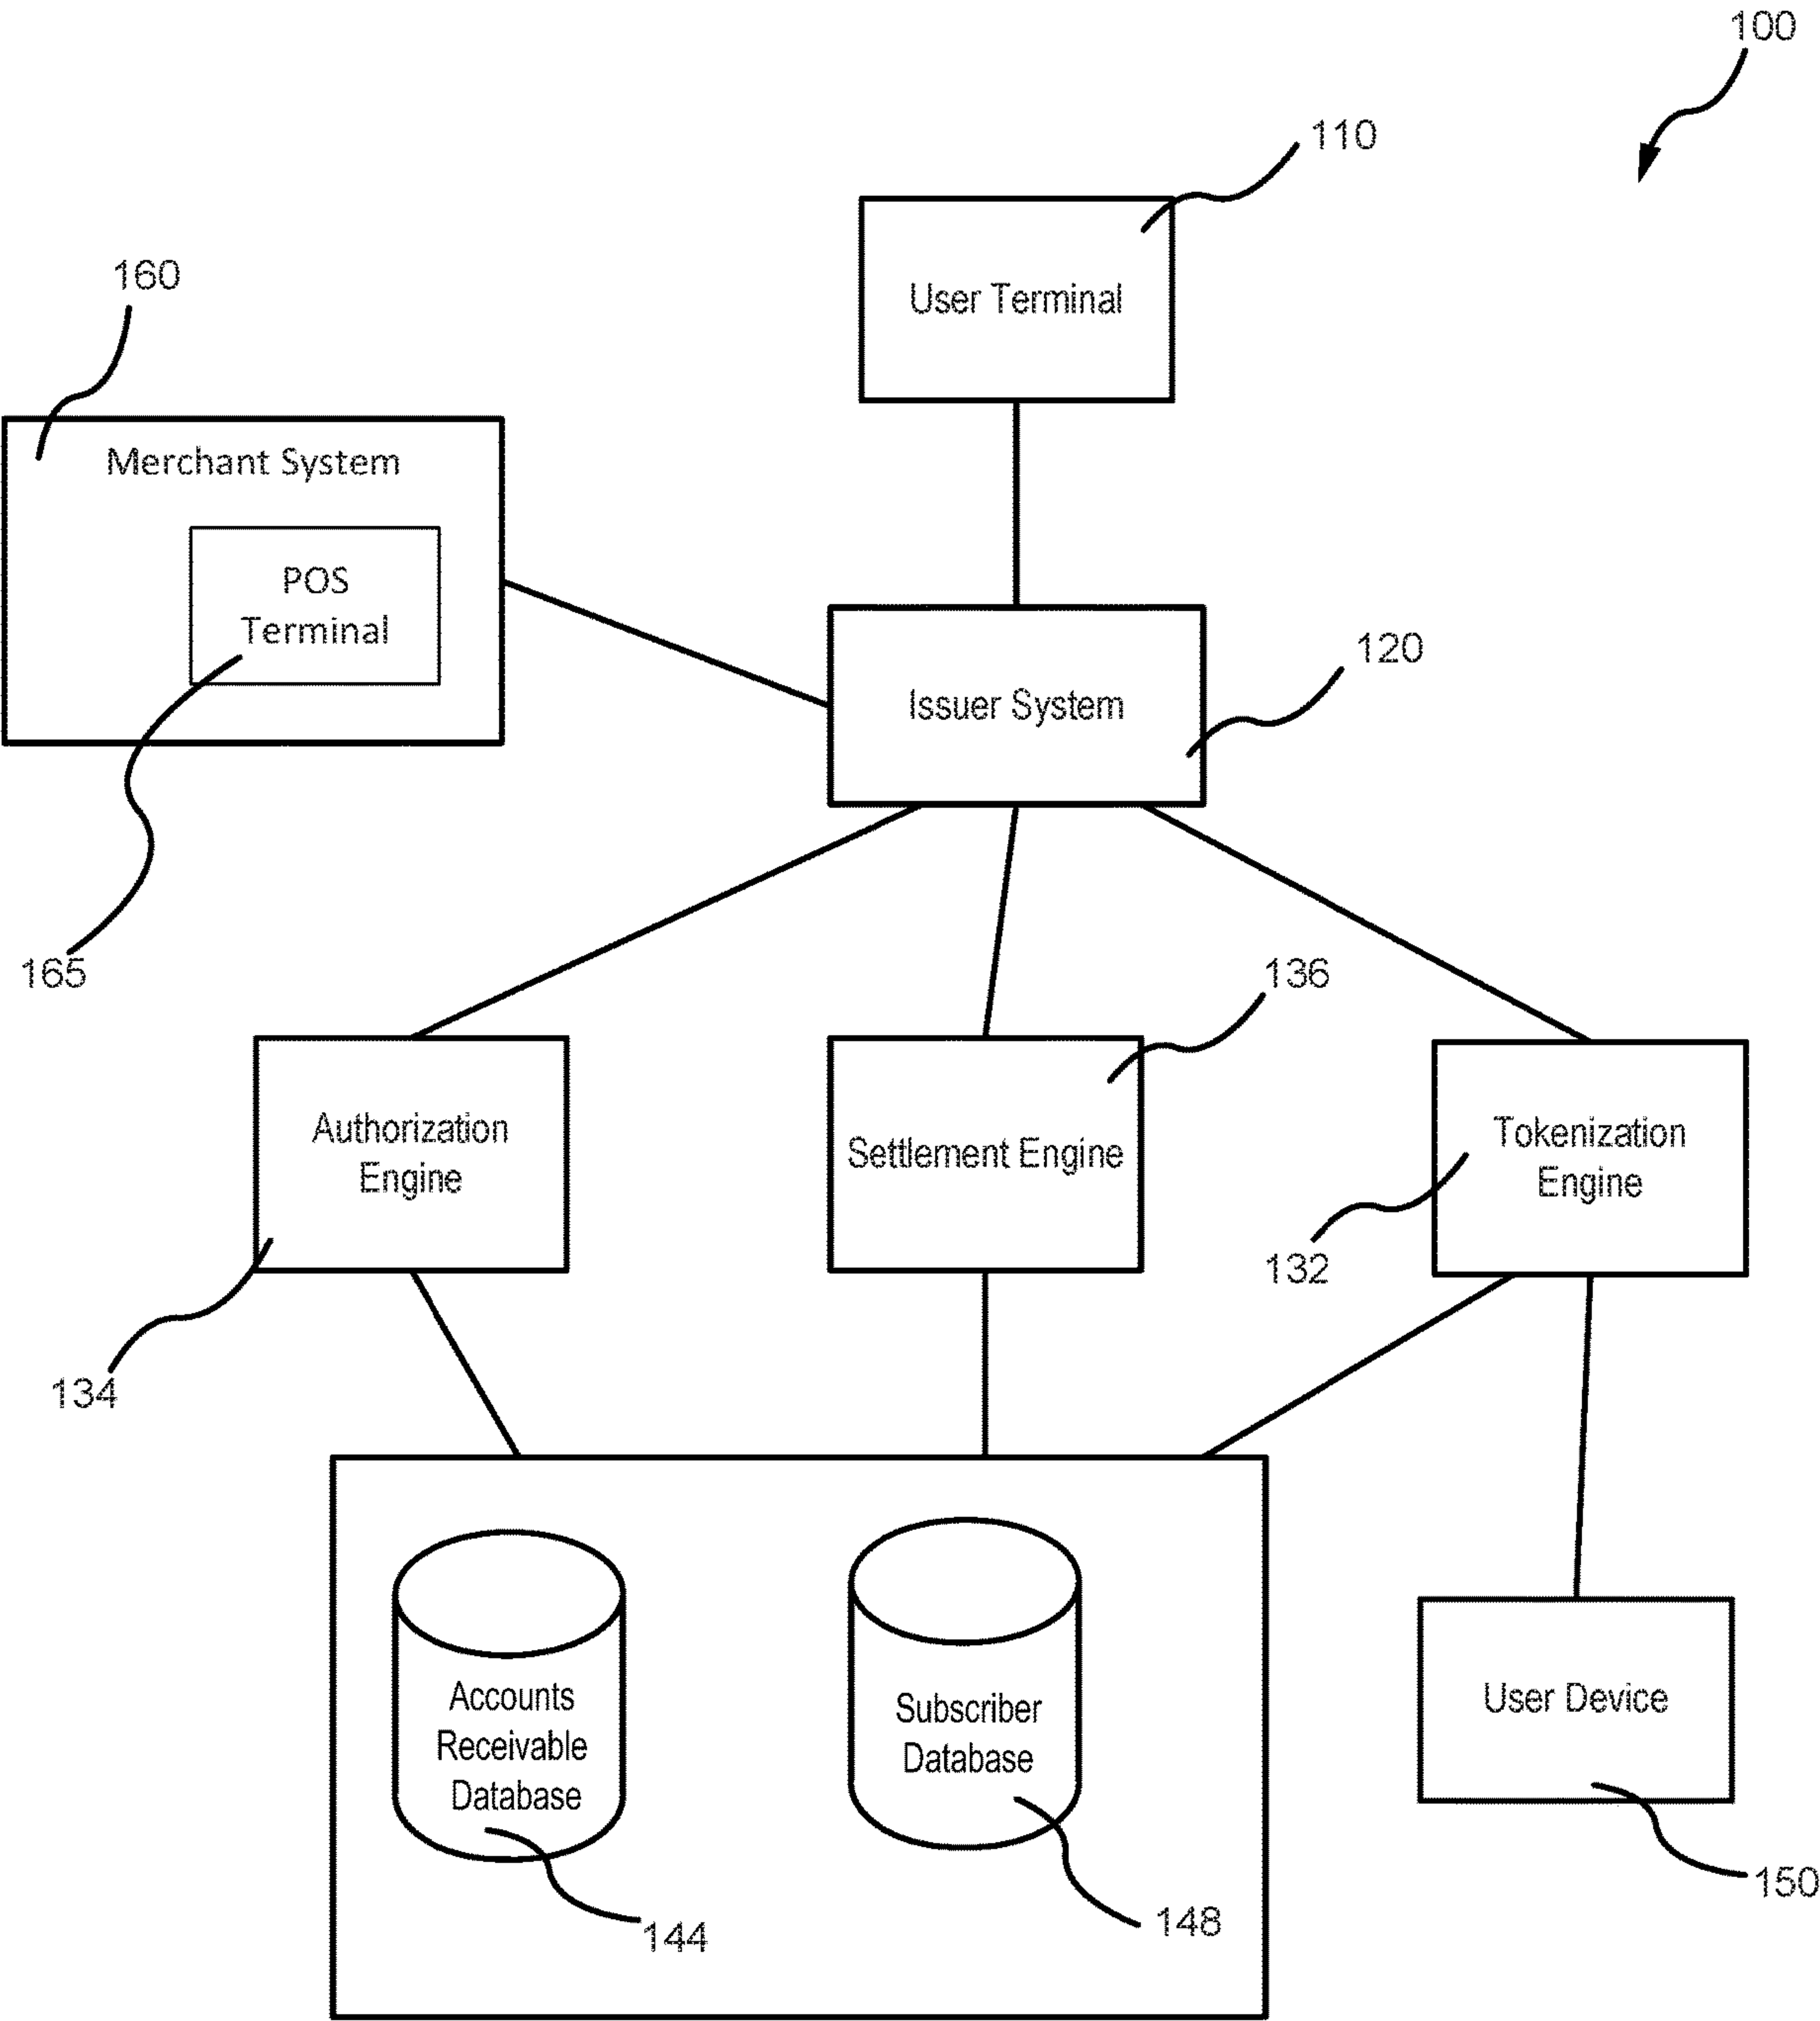 100
110
User Terminal
160
Merchant System
POS
Terminal
120
Issuer System
165
136
Authorization
Engine
Settlement Engine
Tokenization
Engine
132
134
Accounts
Receivable
Database
Subscriber
Database
User Device
144
148
150